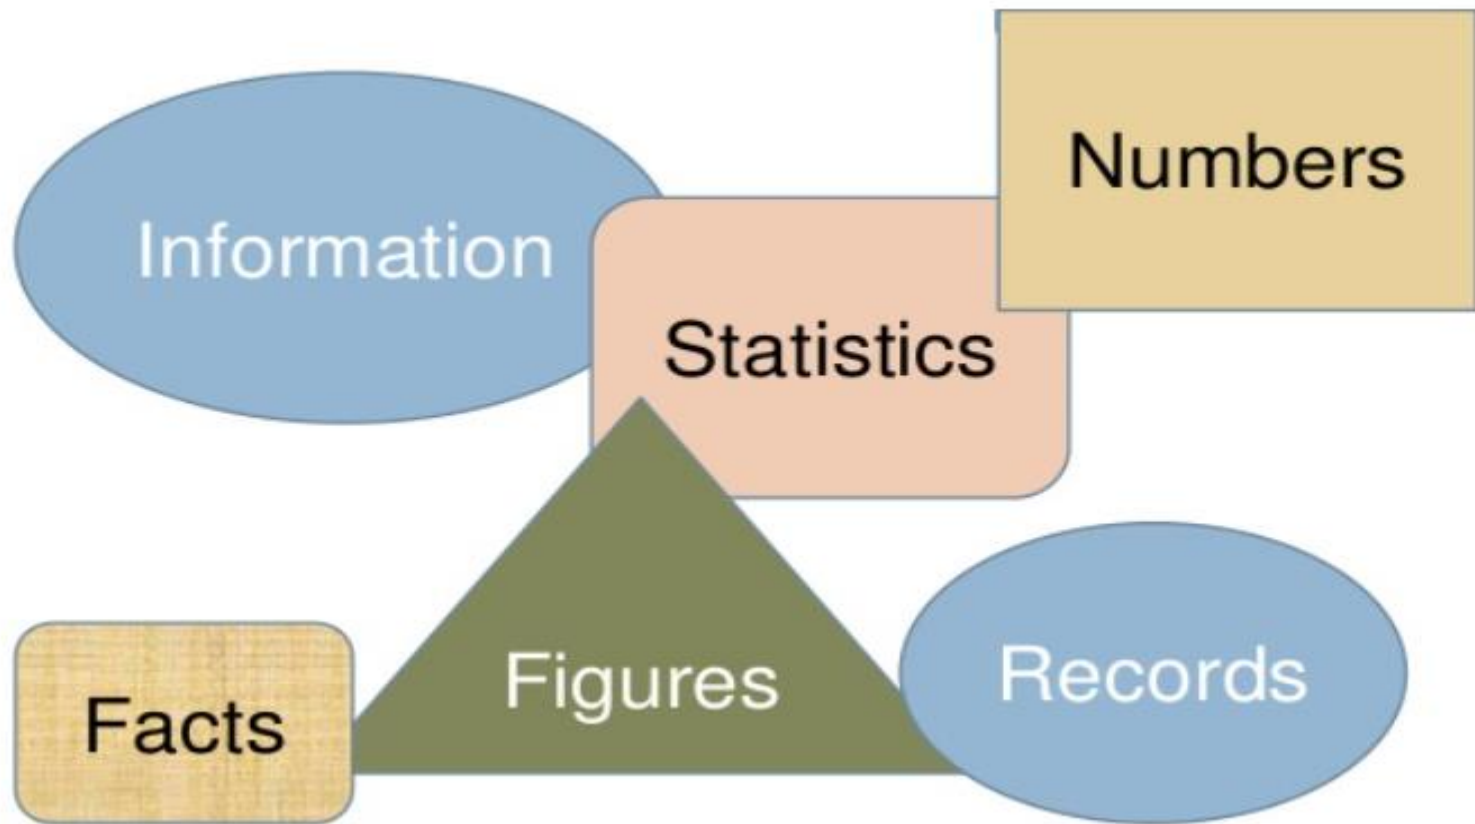 Numbers
Information
Statistics
Figures
Records
Facts